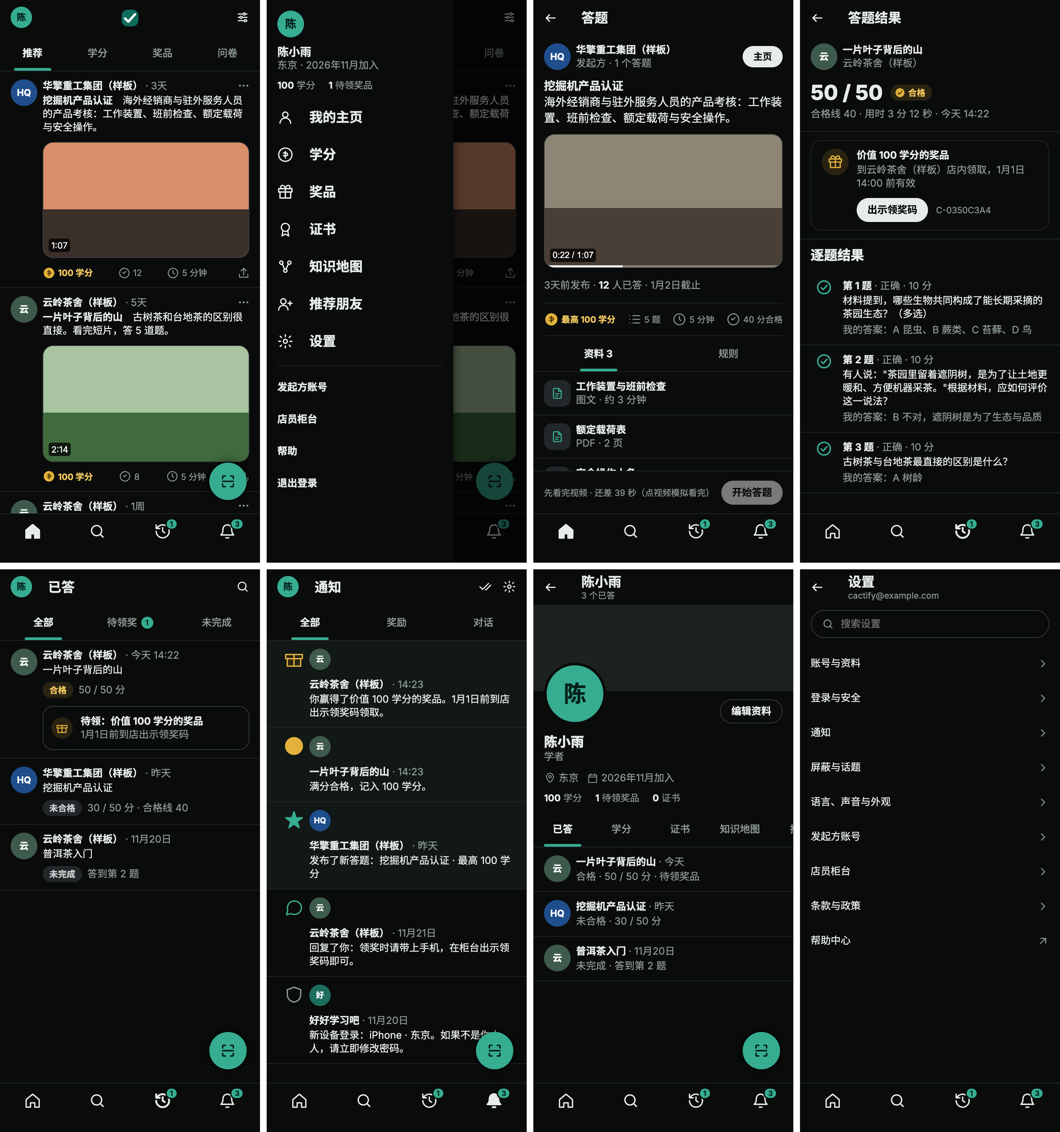 陈
推荐
学分
奖品
问卷
HQ
华擎重工集团（样板） · 3天
挖掘机产品认证　海外经销商与驻外服务人员
的产品考核：工作装置、班前检查、额定载荷
与安全操作。
1:07
100 学分
12
5 分钟
云
云岭茶舍（样板） · 5天
一片叶子背后的山　古树茶和台地茶的区别很
直接。看完短片，答 5 道题。
2:14
100 学分
8
5 分钟
云
云岭茶舍（样板） · 1周
1
3
陈
陈小雨
东京 · 2026年11月加入
100 学分　1 待领奖品
我的主页
学分
奖品
证书
知识地图
推荐朋友
设置
发起方账号
店员柜台
帮助
退出登录
问卷
驻外服务人员
、额定载荷
分钟
茶的区别很
3
答题
HQ
华擎重工集团（样板）
发起方 · 1 个答题
主页
挖掘机产品认证
海外经销商与驻外服务人员的产品考核：工作装
置、班前检查、额定载荷与安全操作。
0:22 / 1:07
3天前发布 · 12 人已答 · 1月2日截止
最高 100 学分
5 题
5 分钟
40 分合格
资料 3
规则
工作装置与班前检查
图文 · 约 3 分钟
额定载荷表
PDF · 2 页
先看完视频 · 还差 39 秒（点视频模拟看完）
开始答题
1
3
答题结果
云
一片叶子背后的山
云岭茶舍（样板）
50 / 50
合格
合格线 40 · 用时 3 分 12 秒 · 今天 14:22
价值 100 学分的奖品
到云岭茶舍（样板）店内领取，1月1日
14:00 前有效
出示领奖码
C-0350C3A4
逐题结果
第 1 题 · 正确 · 10 分
材料提到，哪些生物共同构成了能长期采摘的
茶园生态？（多选）
我的答案：A 昆虫、B 蕨类、C 苔藓、D 鸟
第 2 题 · 正确 · 10 分
有人说："茶园里留着遮阴树，是为了让土地更
暖和、方便机器采茶。"根据材料，应如何评价
这一说法？
我的答案：B 不对，遮阴树是为了生态与品质
第 3 题 · 正确 · 10 分
古树茶与台地茶最直接的区别是什么？
我的答案：A 树龄
1
3
陈
已答
全部
待领奖 1
未完成
云
云岭茶舍（样板） · 今天 14:22
一片叶子背后的山
合格
50 / 50 分
待领：价值 100 学分的奖品
1月1日前到店出示领奖码
HQ
华擎重工集团（样板） · 昨天
挖掘机产品认证
未合格
30 / 50 分 · 合格线 40
云
云岭茶舍（样板） · 11月20日
普洱茶入门
未完成
答到第 2 题
1
3
陈
通知
全部
奖励
对话
云
云岭茶舍（样板） · 14:23
你赢得了价值 100 学分的奖品。1月1日前到店
出示领奖码领取。
云
一片叶子背后的山 · 14:23
满分合格，记入 100 学分。
HQ
华擎重工集团（样板） · 昨天
发布了新答题：挖掘机产品认证 · 最高 100 学
分
云
云岭茶舍（样板） · 11月21日
回复了你：领奖时请带上手机，在柜台出示领
奖码即可。
好
好好学习吧 · 11月20日
新设备登录：iPhone · 东京。如果不是
人，请立即修改密码。
1
3
陈小雨
3 个已答
陈
编辑资料
陈小雨
学者
东京　2026年11月加入
100 学分　1 待领奖品　0 证书
已答
学分
证书
知识地图
云
一片叶子背后的山 · 今天
合格 · 50 / 50 分 · 待领奖品
HQ
挖掘机产品认证 · 昨天
未合格 · 30 / 50 分
云
普洱茶入门 · 11月20日
未完成 · 答到第 2 题
1
3
设置
cactify@example.com
搜索设置
账号与资料
登录与安全
通知
屏蔽与话题
语言、声音与外观
发起方账号
店员柜台
条款与政策
帮助中心
1
3